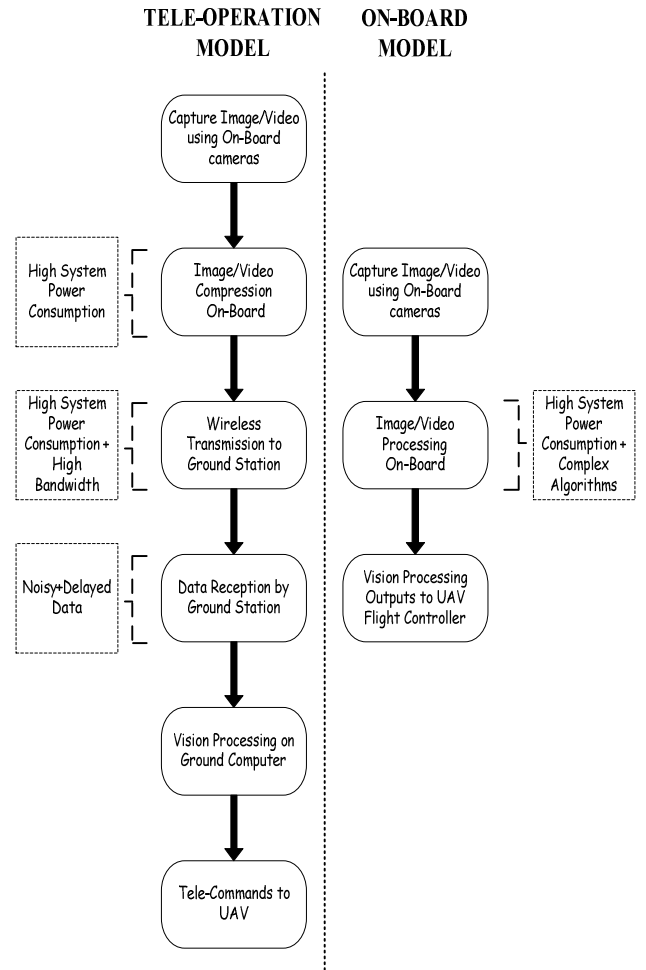 TELE-OPERATION
MODEL
ON-BOARD
MODEL
Capture Image/Video
using On-Board
cameras
High System
Power
Consumption
Image/Video
Compression
On-Board
High System
Power
Consumption +
High
Bandwidth
Wireless
Transmission to
Ground Station
Noisy+Delayed
Data
Data Reception by
Ground Station
Vision Processing on
Ground Computer
Tele-Commands to
UAV
Capture Image/Video
using On-Board
cameras
Image/Video
Processing
On-Board
High System
Power
Consumption +
Complex
Algorithms
Vision Processing
Outputs to UAV
Flight Controller